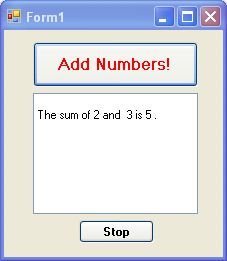 Form1
Add Numbers!
The sum of 2 and  3 is 5 .
Stop